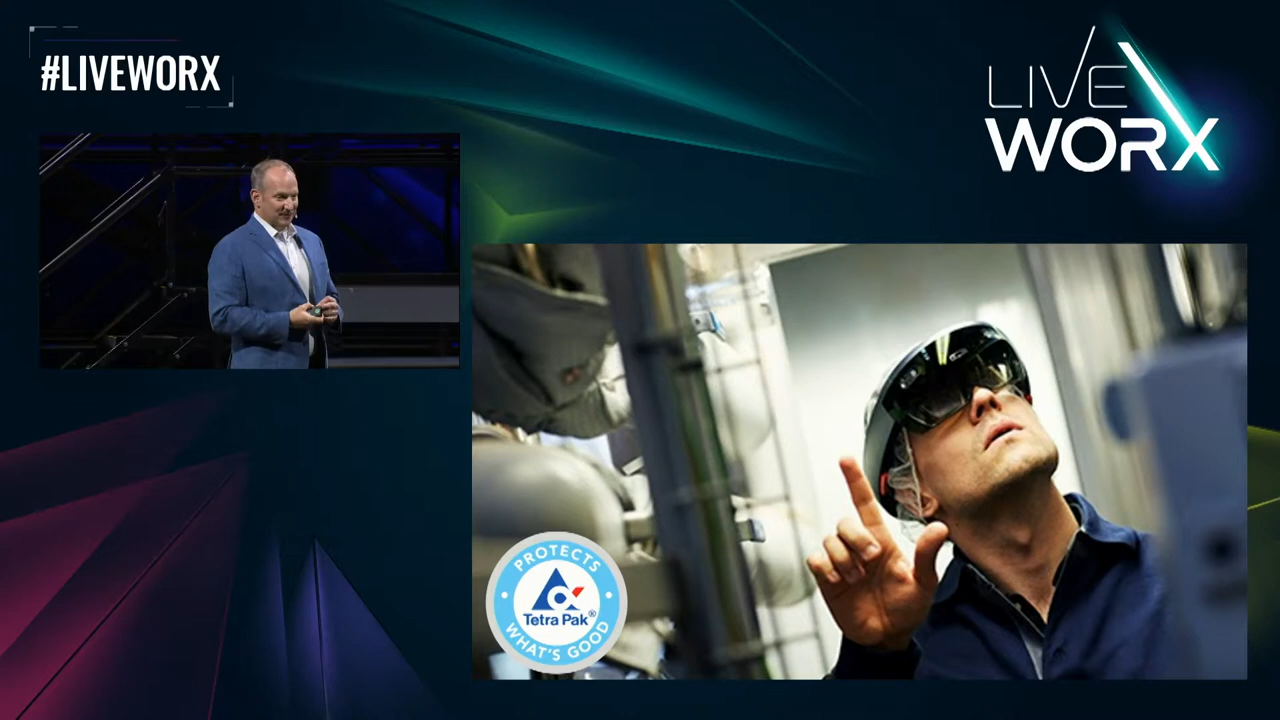 #LIVEWORX
LIVE
WORX
PROTECTS
Tetra Pak®
WHAT'S GOOD